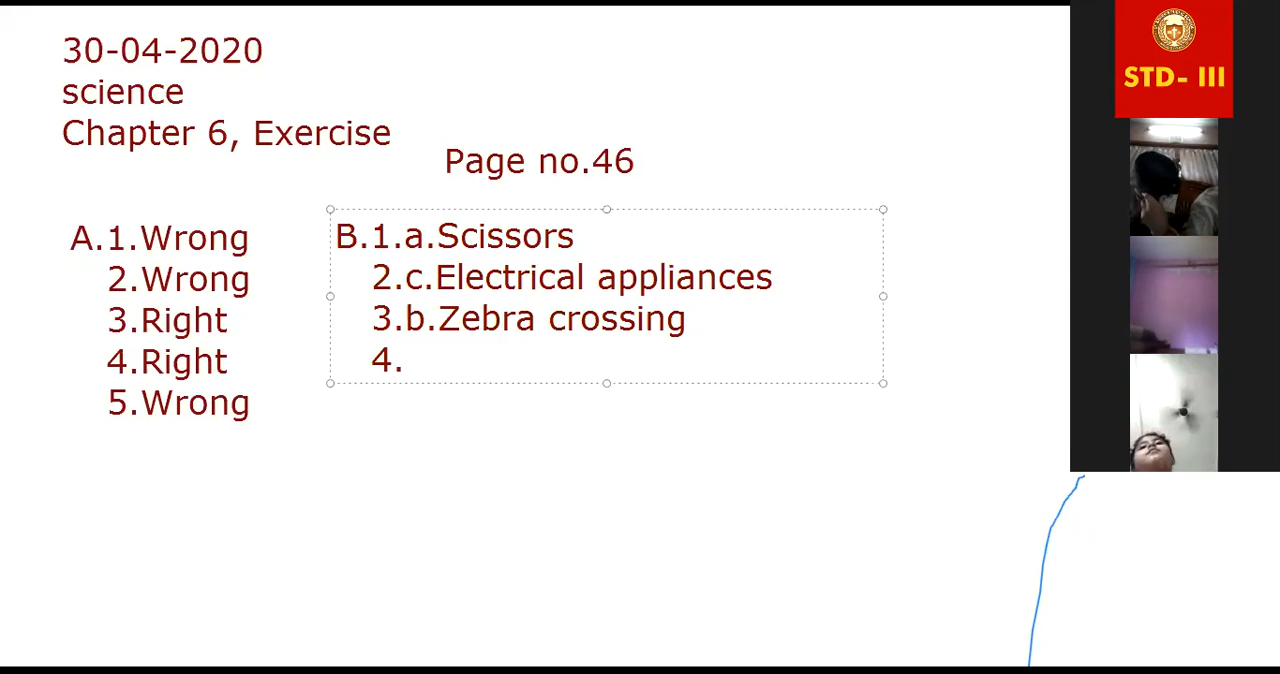 30-04-2020
science
Chapter 6, Exercise
Page no.46
A.1.Wrong
2.Wrong
3.Right
4.Right
5.Wrong
B.1.a.Scissors
2.c.Electrical appliances
3.b.Zebra crossing
4.
STD- III